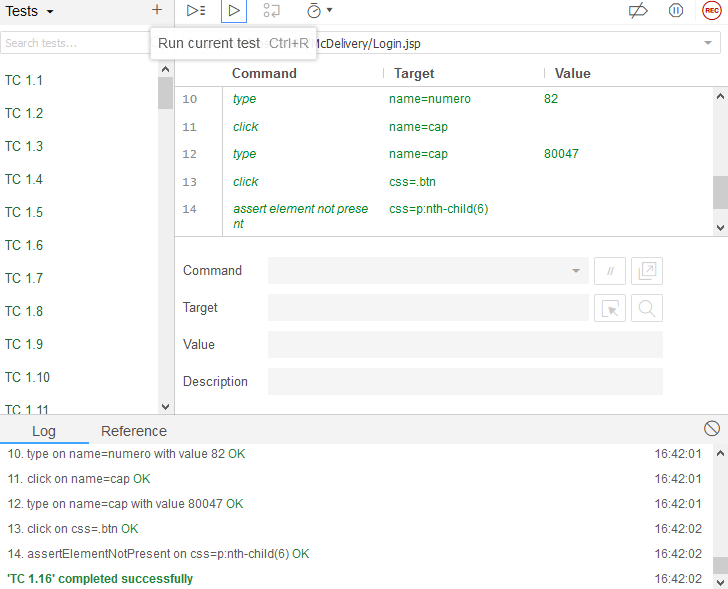 Tests
REC
Search tests...
Run current test Ctrl+R
McDelivery/Login.jsp
Command Target Value
10 type name=numero 82
11 click name=cap
12 type name=cap 80047
13 click css=.btn
14 assert element not prese
nt css=p:nth-child(6)
TC 1.1
TC 1.2
TC 1.3
TC 1.4
TC 1.5
TC 1.6
TC 1.7
TC 1.8
TC 1.9
TC 1.10
TC 1.11
Command //
Target
Value
Description
Log Reference
10. type on name=numero with value 82 OK 16:42:01
11. click on name=cap OK 16:42:01
12. type on name=cap with value 80047 OK 16:42:01
13. click on css=.btn OK 16:42:02
14. assertElementNotPresent on css=p:nth-child(6) OK 16:42:02
'TC 1.16' completed successfully 16:42:02